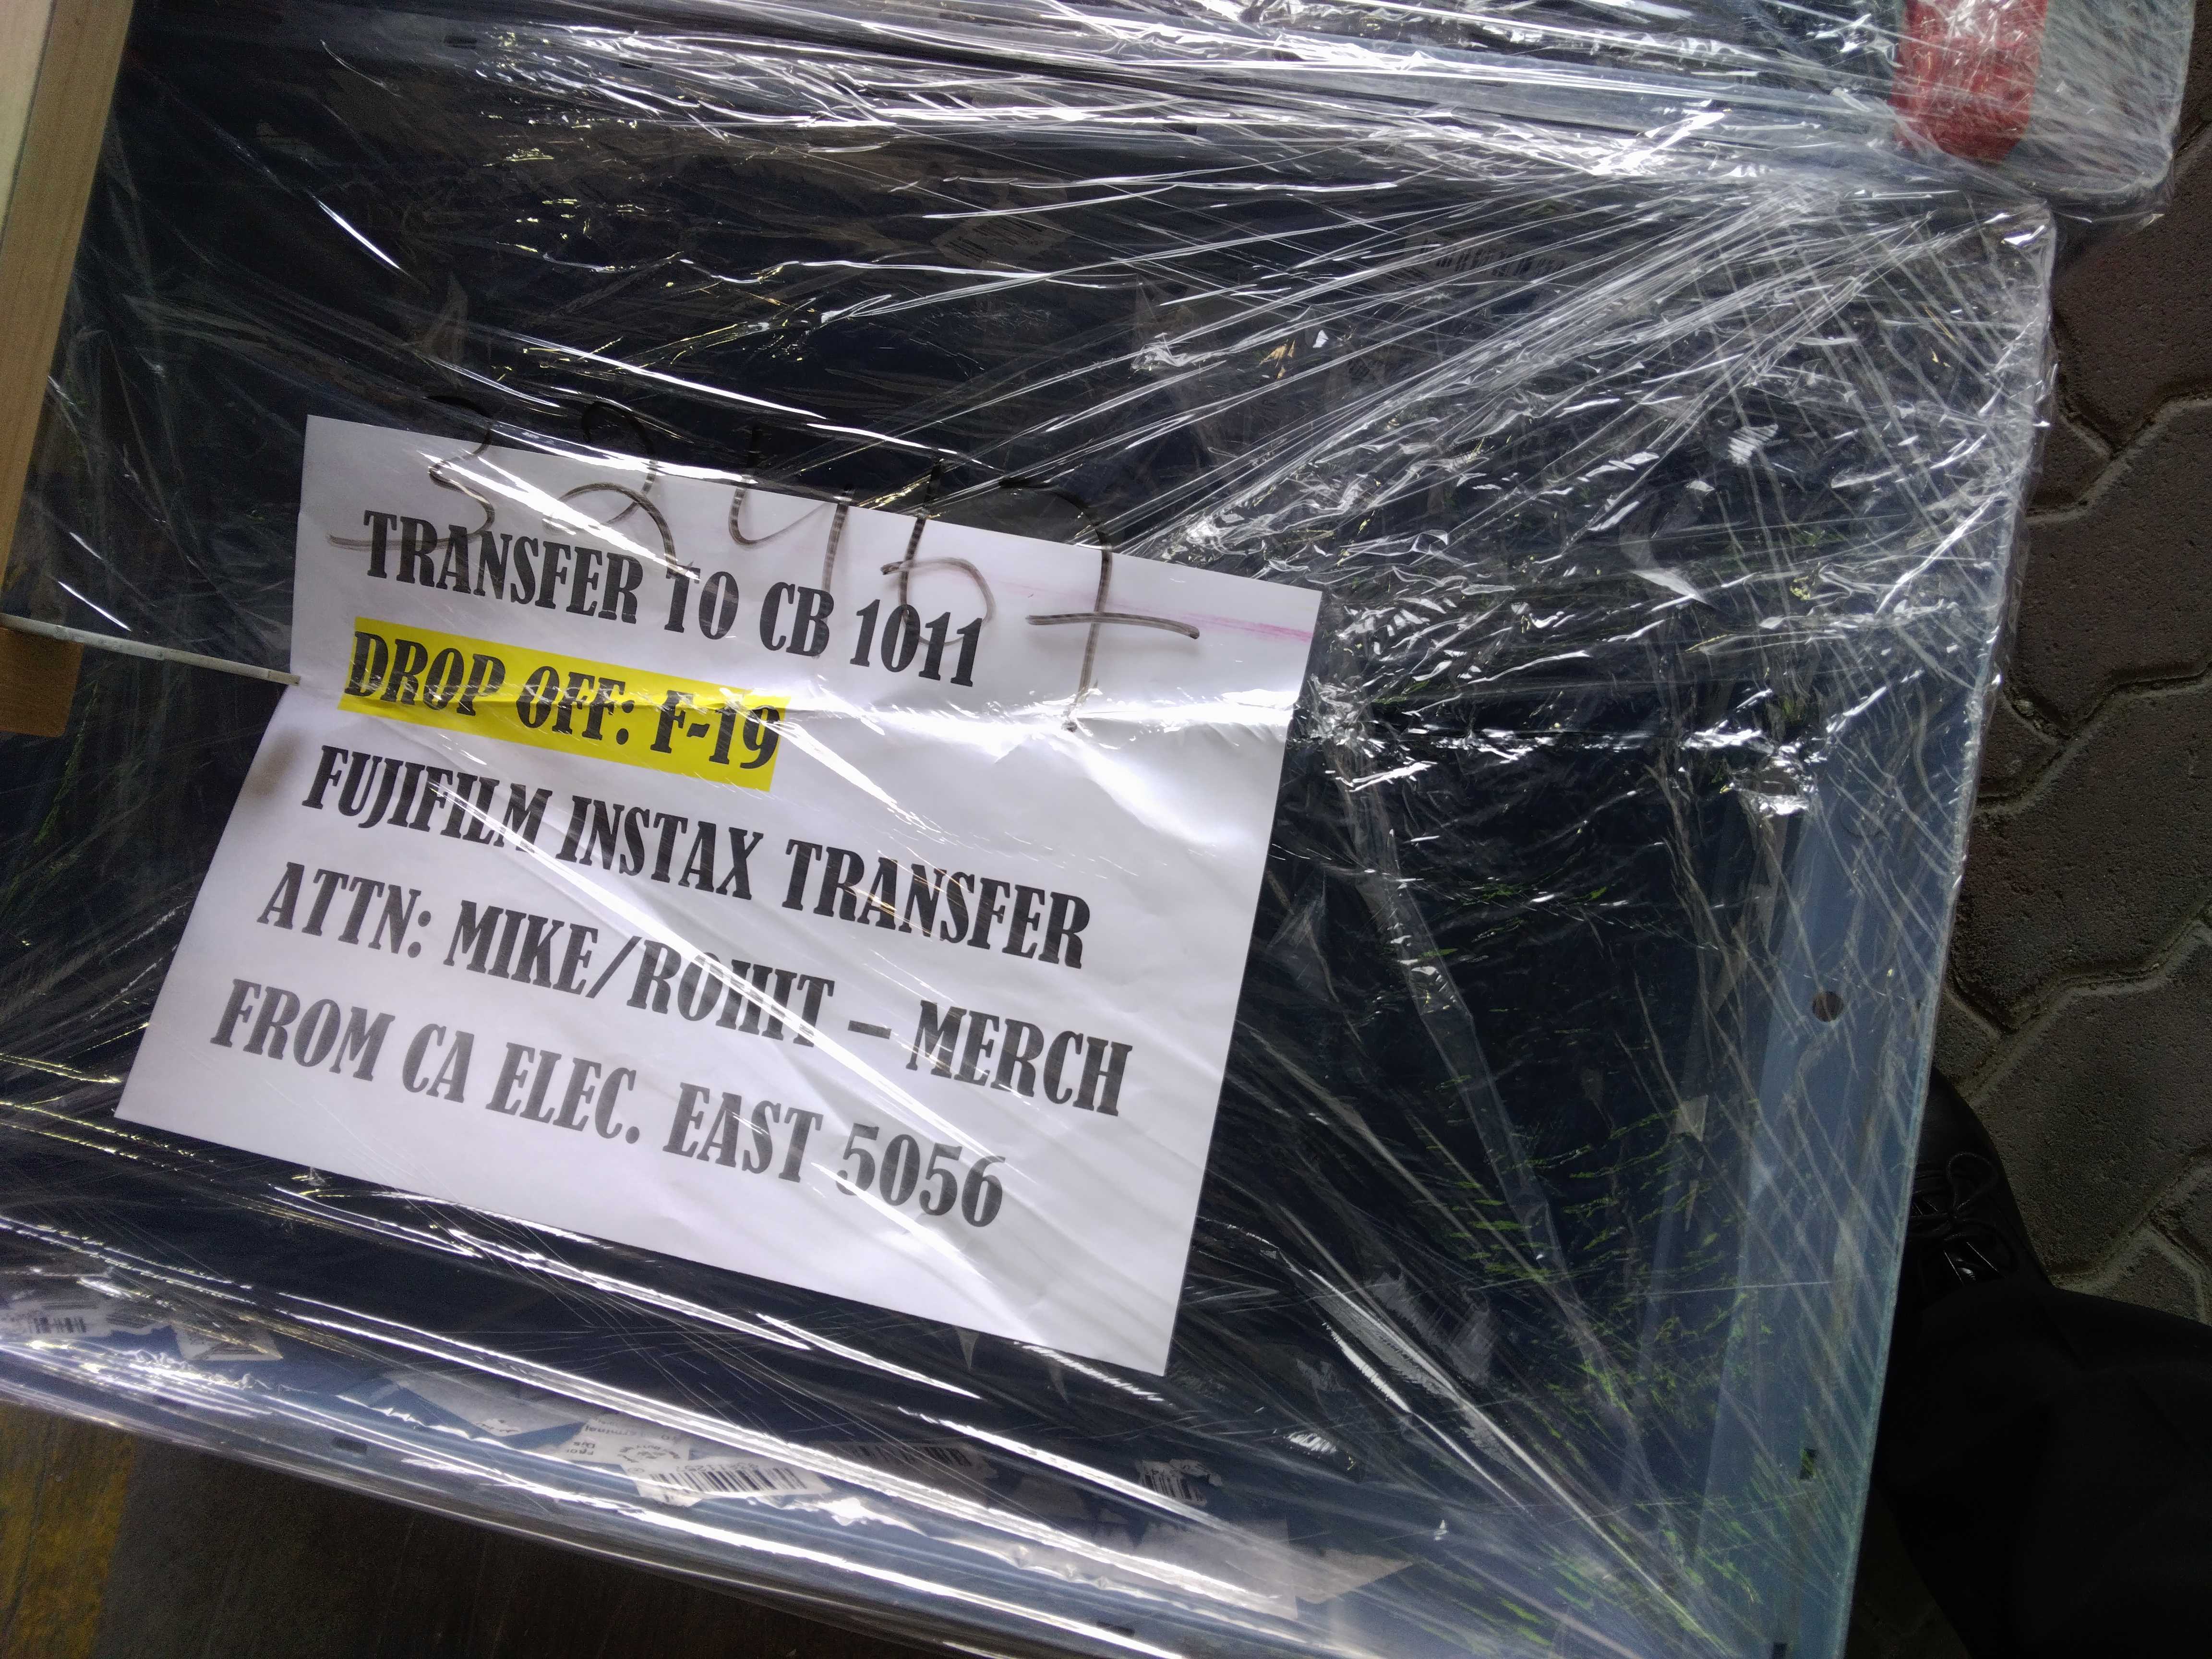 32457
TRANSFER TO CB 1011
DROP OFF: F-19
FUJIFILM INSTAX TRANSFER
ATTN: MIKE/ROHIT – MERCH
FROM CA ELEC. EAST 5056